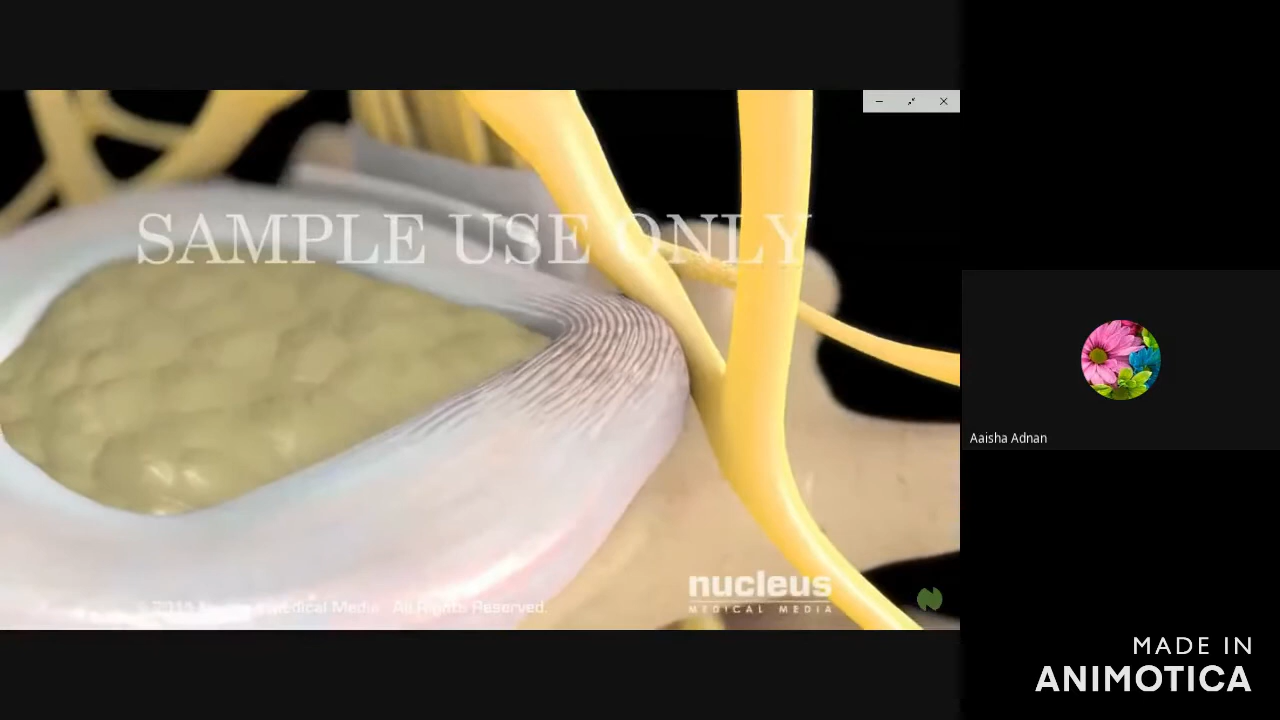 SAMPLE USE ONLY
Medical Media All Rights Reserved.
nucleus
MEDICAL MEDIA
Aaisha Adnan
MADE IN
ANIMOTICA